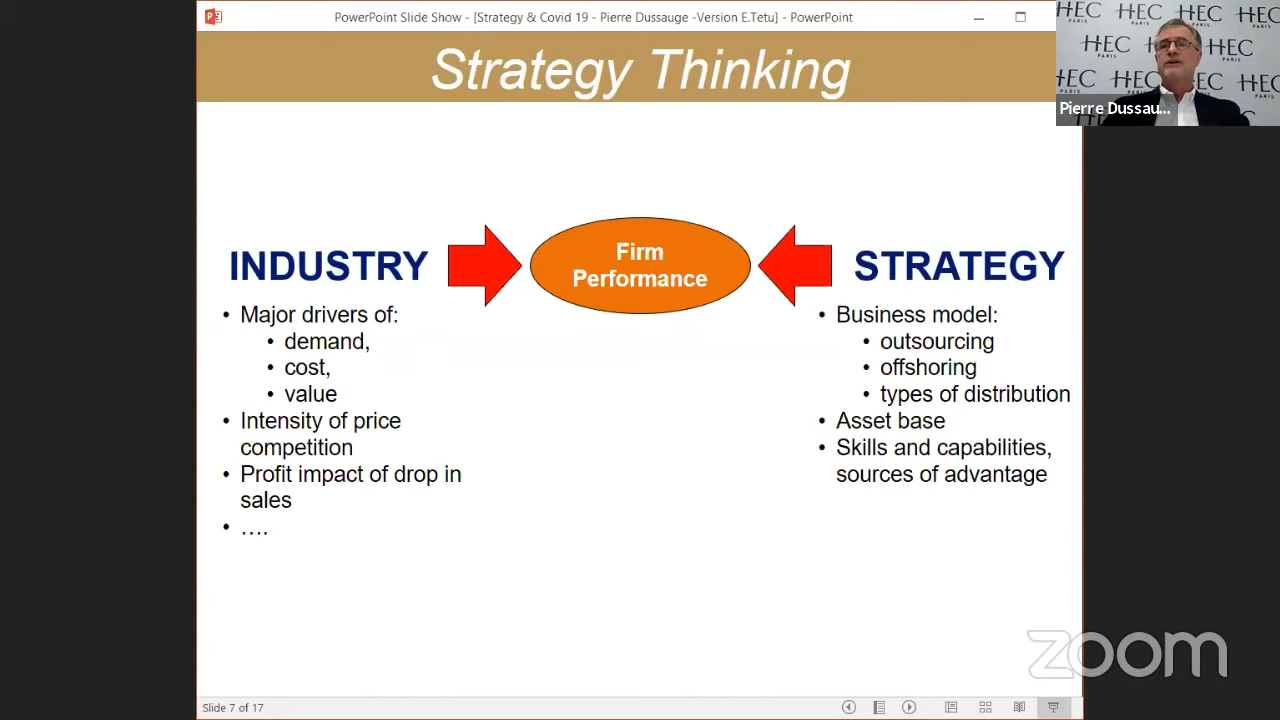 PowerPoint Slide Show - [Strategy & Covid 19 - Pierre Dussauge -Version E.Tetu] - PowerPoint
Strategy Thinking
HEC PARIS
Pierre Dussau...
INDUSTRY
Firm
Performance
STRATEGY
• Major drivers of:
• demand,
• cost,
• value
• Intensity of price
competition
• Profit impact of drop in
sales
• ....
• Business model:
• outsourcing
• offshoring
• types of distribution
• Asset base
• Skills and capabilities,
sources of advantage
zoom
Slide 7 of 17